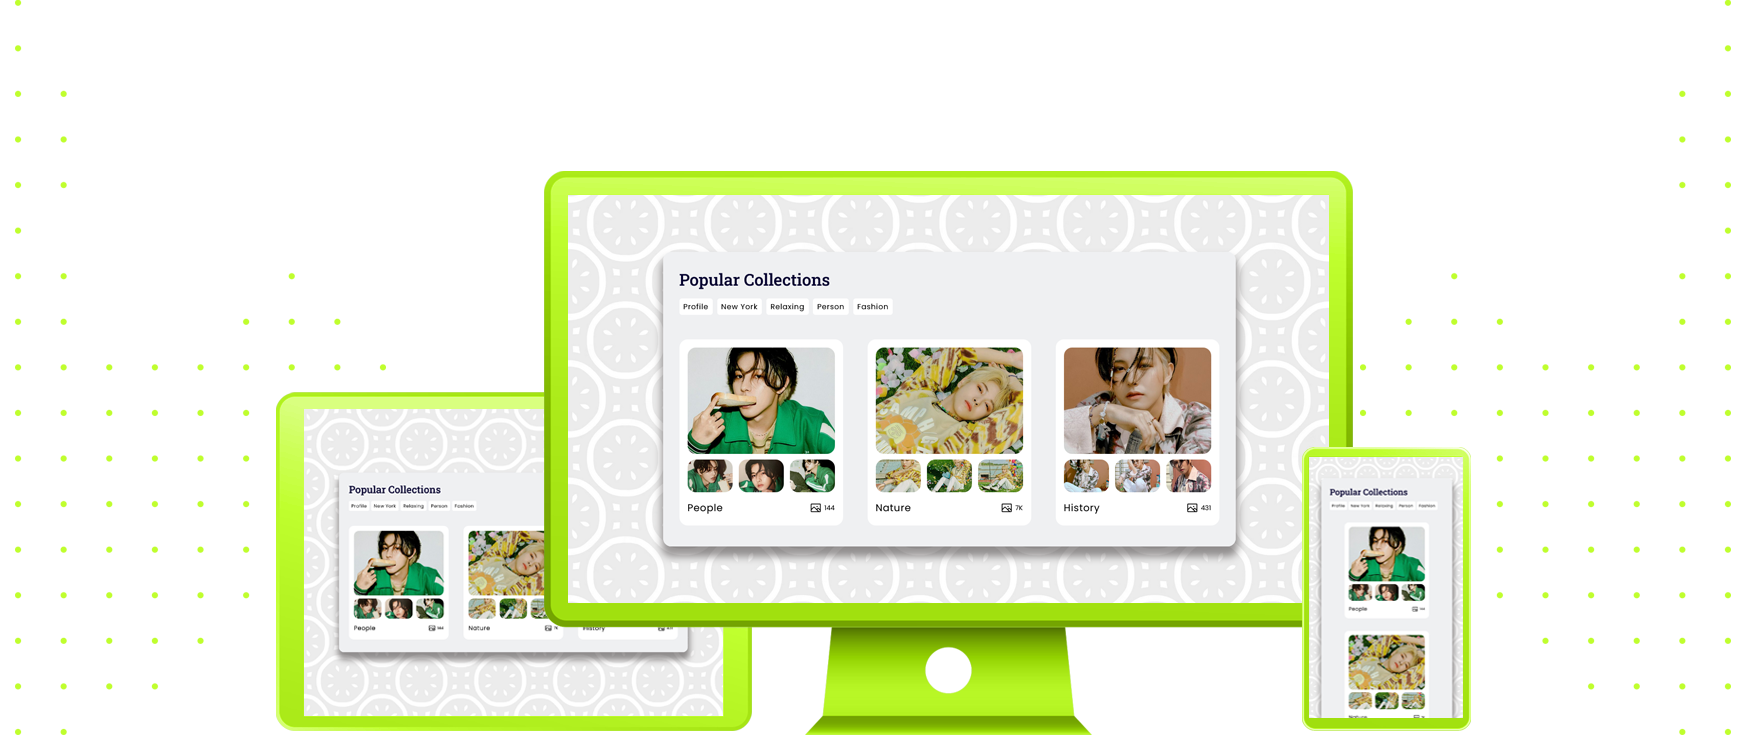 Popular Collections
Profile New York Relaxing Person Fashion
People 144
Nature 7K
History 431
Popular Collections
Profile New York Relaxing Person Fashion
People 144
Nature 7K
History 431
Popular Collections
Profile New York Relaxing Person Fashion
People 144
Nature